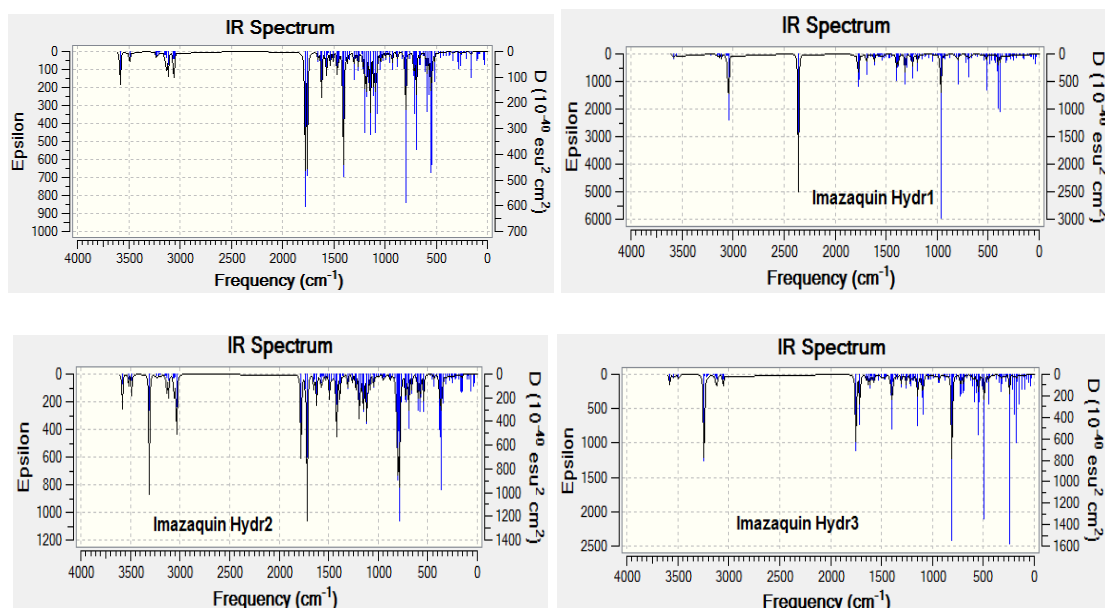 IR Spectrum
Epsilon
0
100
200
300
400
500
600
700
800
900
1000
0
100
200
300
400
500
600
700
D (10⁻⁴⁰ esu² cm²)
4000 3500 3000 2500 2000 1500 1000 500 0
Frequency (cm⁻¹)
IR Spectrum
Epsilon
0
1000
2000
3000
4000
5000
6000
0
500
1000
1500
2000
2500
3000
D (10⁻⁴⁰ esu² cm²)
Imazaquin Hydr1
4000 3500 3000 2500 2000 1500 1000 500 0
Frequency (cm⁻¹)
IR Spectrum
Epsilon
0
200
400
600
800
1000
1200
0
200
400
600
800
1000
1200
1400
D (10⁻⁴⁰ esu² cm²)
Imazaquin Hydr2
4000 3500 3000 2500 2000 1500 1000 500 0
Frequency (cm⁻¹)
IR Spectrum
Epsilon
0
500
1000
1500
2000
2500
0
200
400
600
800
1000
1200
1400
1600
D (10⁻⁴⁰ esu² cm²)
Imazaquin Hydr3
4000 3500 3000 2500 2000 1500 1000 500 0
Frequency (cm⁻¹)